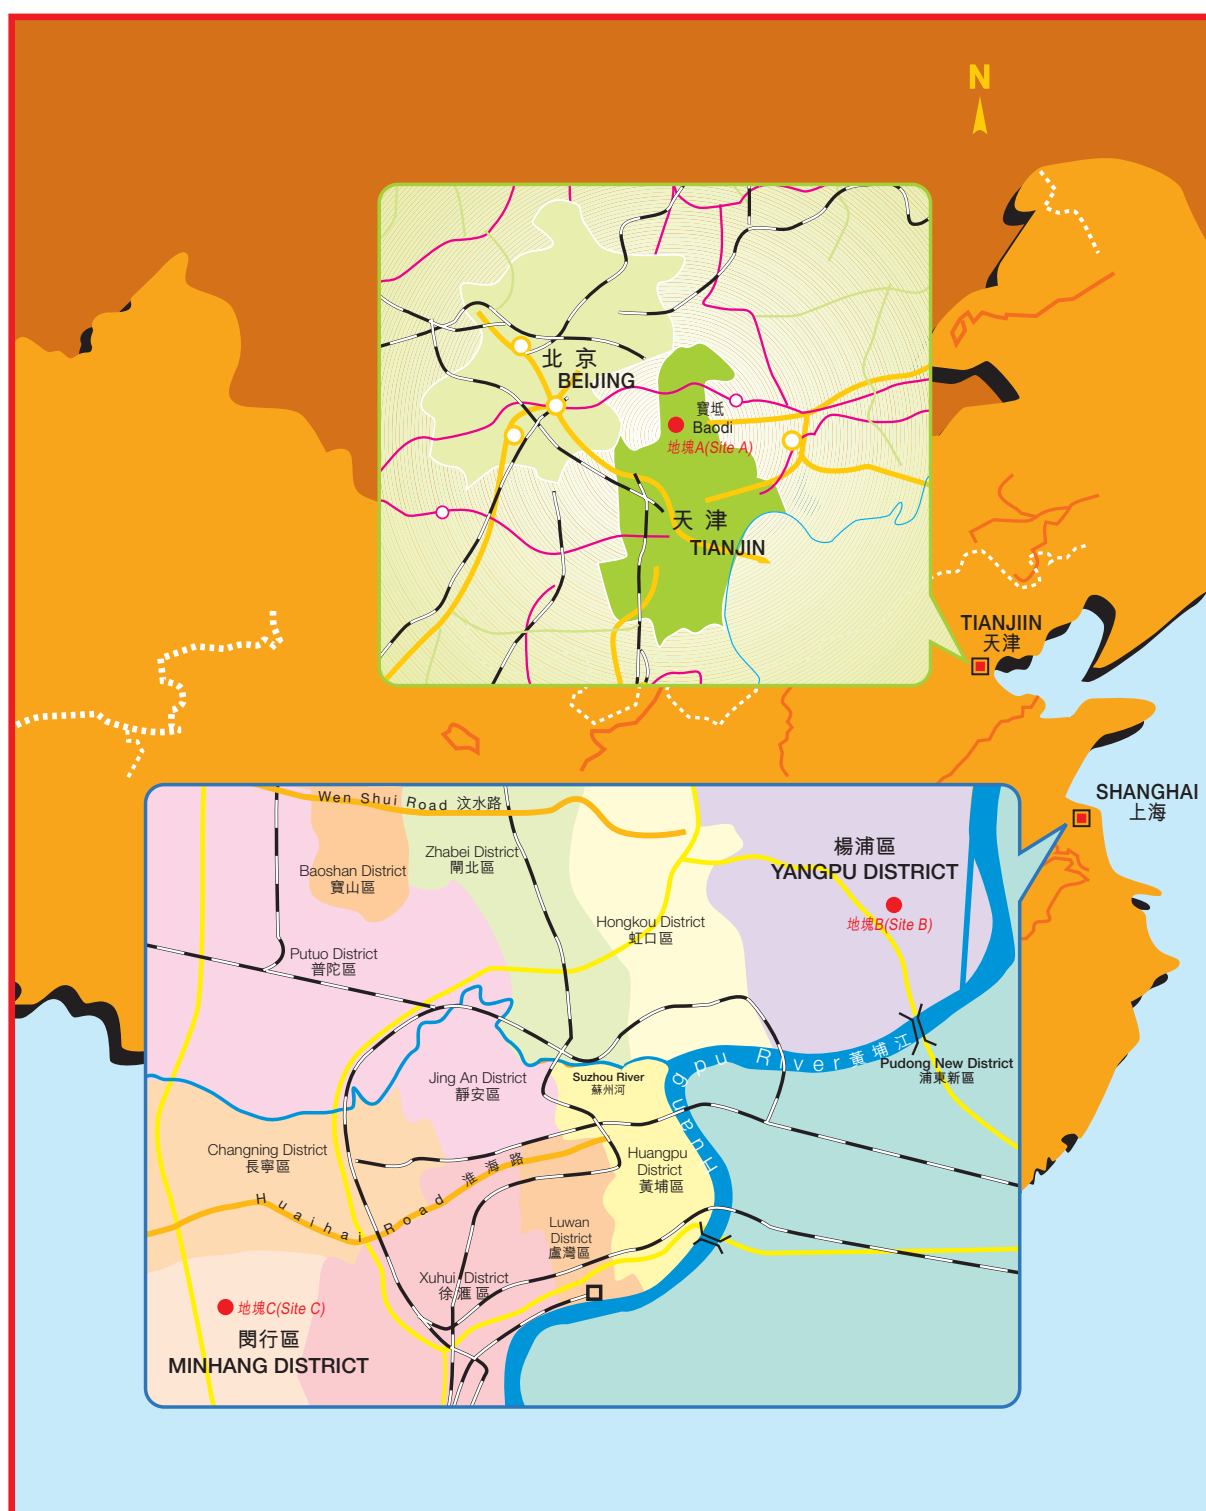 N
北京
BEIJING
寶坻
Baodi
地塊A(Site A)
天津
TIANJIN
TIANJIIN
天津
SHANGHAI
上海
Wen Shui Road 汶水路
Zhabei District
閘北區
Baoshan District
寶山區
楊浦區
YANGPU DISTRICT
地塊B(Site B)
Hongkou District
虹口區
Putuo District
普陀區
Huangpu River 黃埔江
Pudong New District
浦東新區
Suzhou River
蘇州河
Jing An District
靜安區
Changning District
長寧區
Huangpu
District
黃埔區
Huaihai Road 淮海路
Luwan
District
盧灣區
Xuhui District
徐滙區
地塊C(Site C)
閔行區
MINHANG DISTRICT